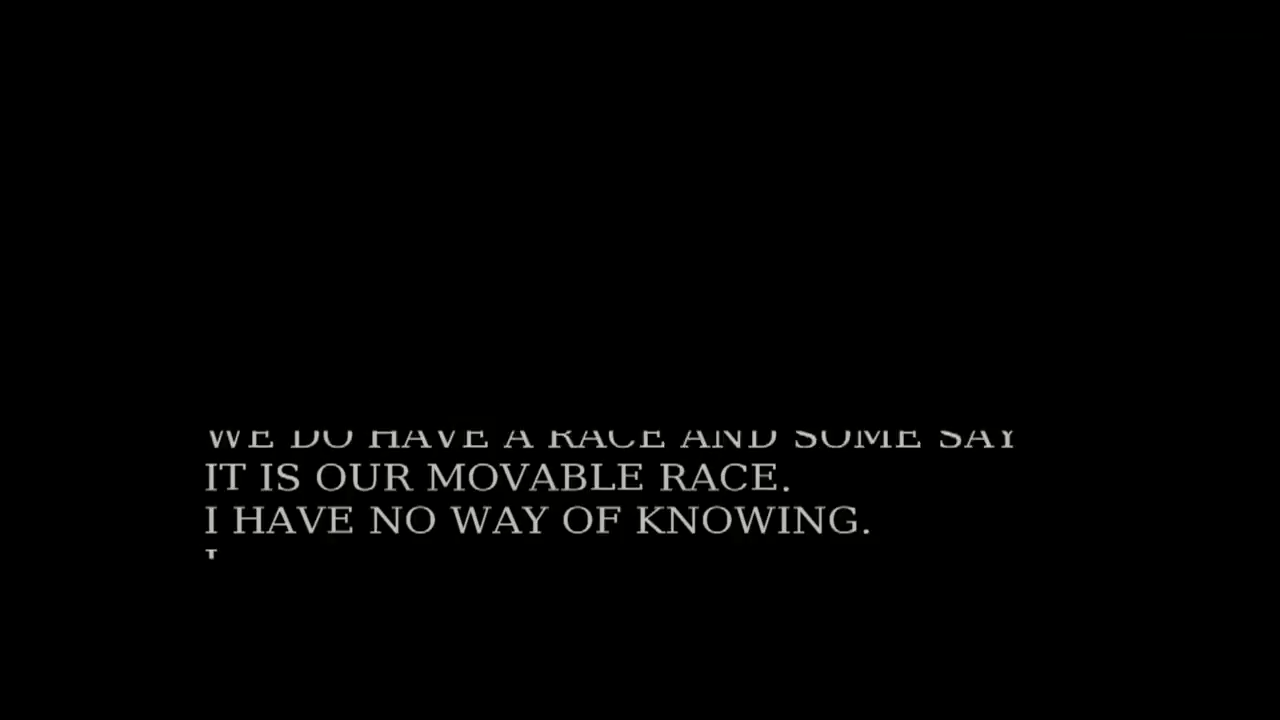 WE DO HAVE A RACE AND SOME SAY
IT IS OUR MOVABLE RACE.
I HAVE NO WAY OF KNOWING.
I